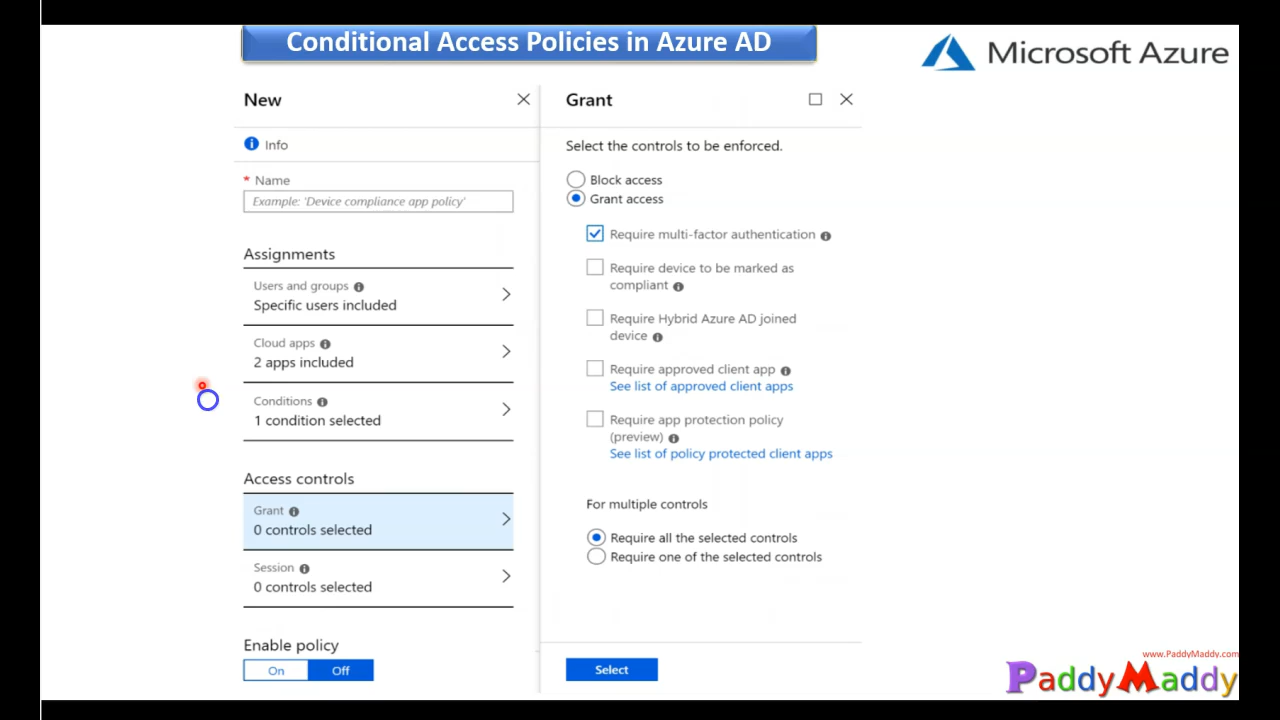 Conditional Access Policies in Azure AD
Microsoft Azure
New
Info
* Name
Example: 'Device compliance app policy'
Assignments
Users and groups
Specific users included
Cloud apps
2 apps included
Conditions
1 condition selected
Access controls
Grant
0 controls selected
Session
0 controls selected
Enable policy
On Off
Grant
Select the controls to be enforced.
Block access
Grant access
Require multi-factor authentication
Require device to be marked as
compliant
Require Hybrid Azure AD joined
device
Require approved client app
See list of approved client apps
Require app protection policy
(preview)
See list of policy protected client apps
For multiple controls
Require all the selected controls
Require one of the selected controls
Select
www.PaddyMaddy.com
PaddyMaddy